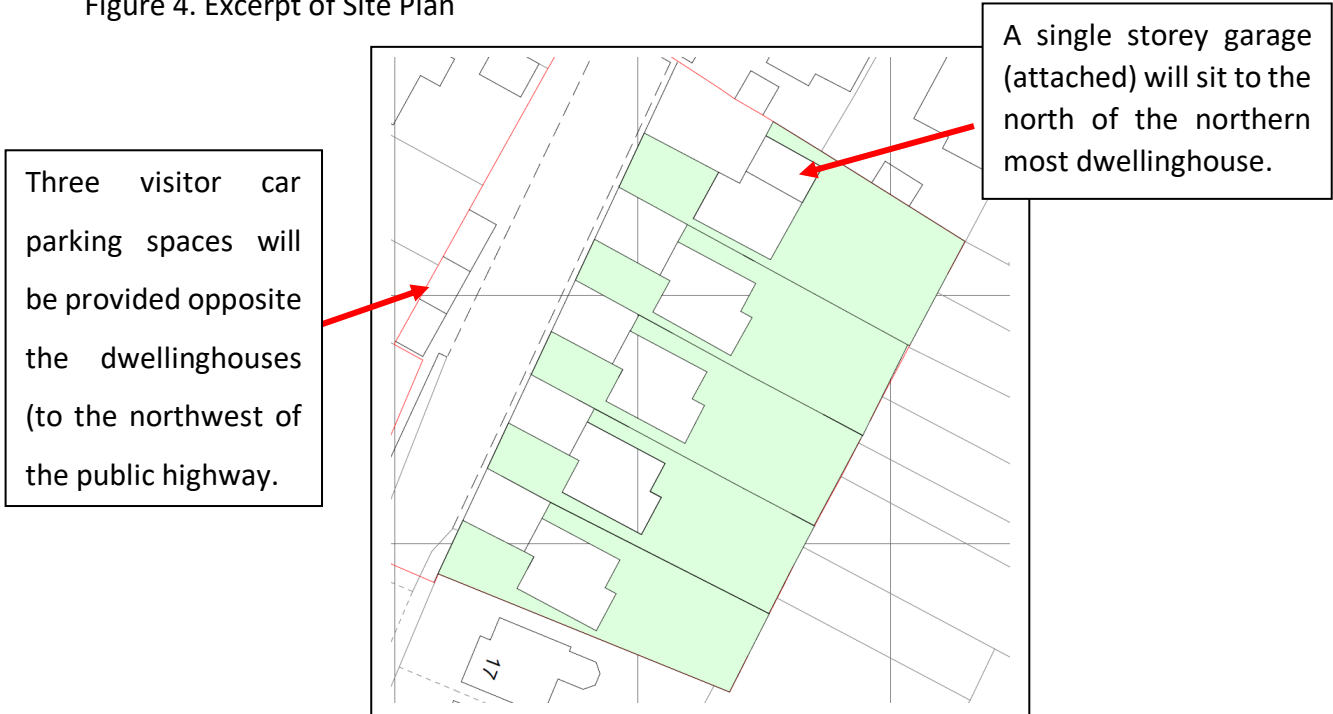 Figure 4. Excerpt of Site Plan
A single storey garage
(attached) will sit to the
north of the northern
most dwellinghouse.
Three visitor car
parking spaces will
be provided opposite
the dwellinghouses
(to the northwest of
the public highway.
17